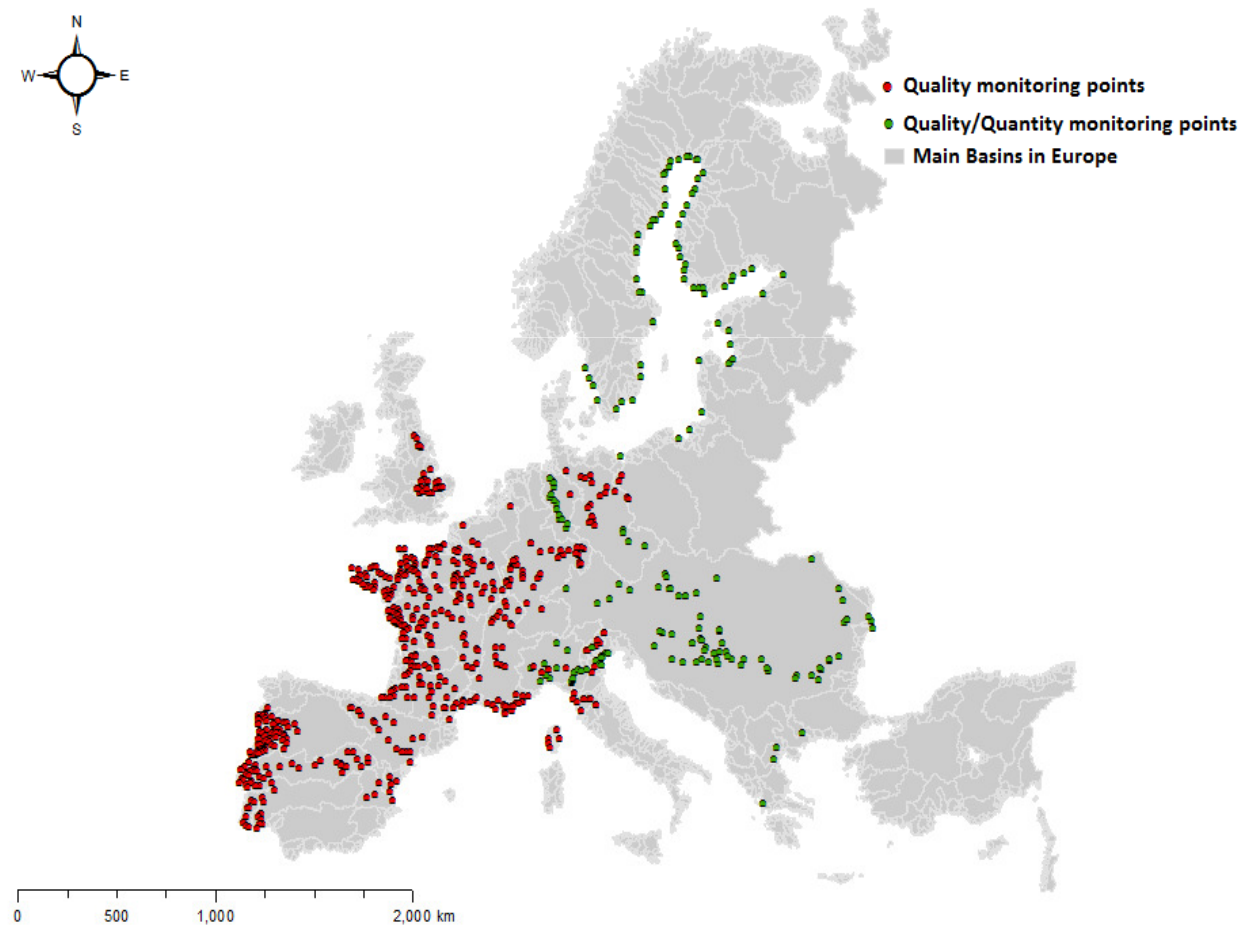 N
W
E
S
Quality monitoring points
Quality/Quantity monitoring points
Main Basins in Europe
0 500 1,000 2,000 km